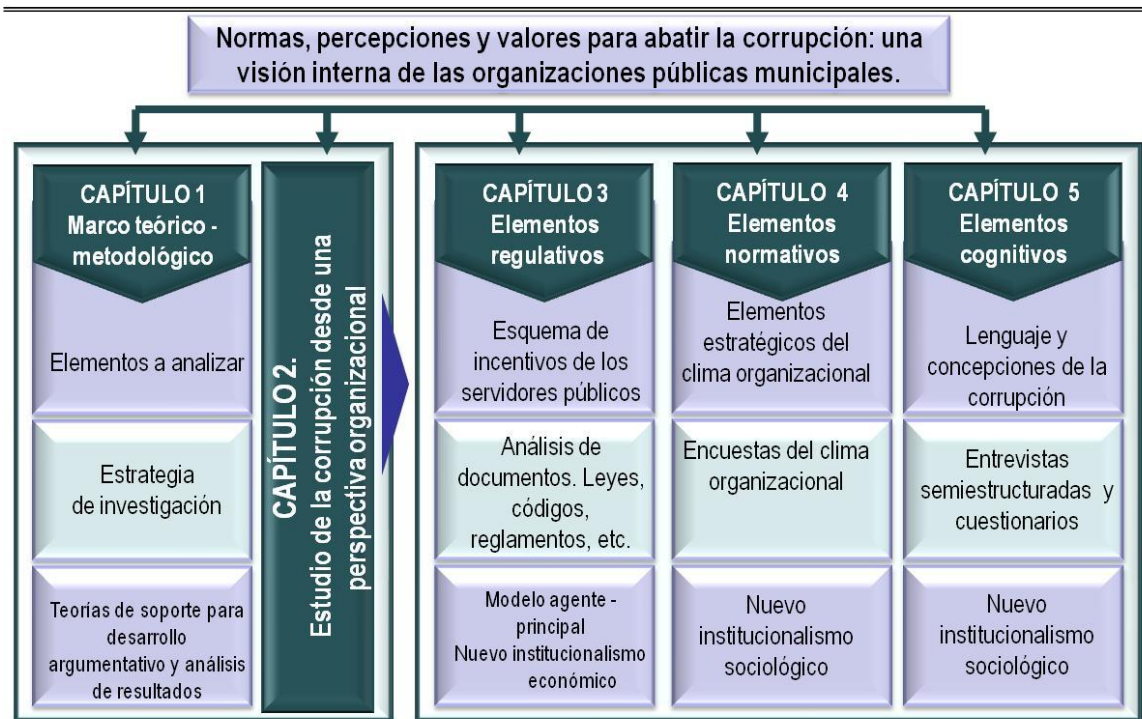 Normas, percepciones y valores para abatir la corrupción: una
visión interna de las organizaciones públicas municipales.
CAPÍTULO 1
Marco teórico -
metodológico
Elementos a analizar
Estrategia
de investigación
Teorías de soporte para
desarrollo
argumentativo y análisis
de resultados
CAPÍTULO 2.
Estudio de la corrupción desde una
perspectiva organizacional
CAPÍTULO 3
Elementos
regulativos
Esquema de
incentivos de los
servidores públicos
Análisis de
documentos. Leyes,
códigos,
reglamentos, etc.
Modelo agente -
principal
Nuevo institucionalismo
económico
CAPÍTULO 4
Elementos
normativos
Elementos
estratégicos del
clima organizacional
Encuestas del clima
organizacional
Nuevo
institucionalismo
sociológico
CAPÍTULO 5
Elementos
cognitivos
Lenguaje y
concepciones de la
corrupción
Entrevistas
semiestructuradas y
cuestionarios
Nuevo
institucionalismo
sociológico